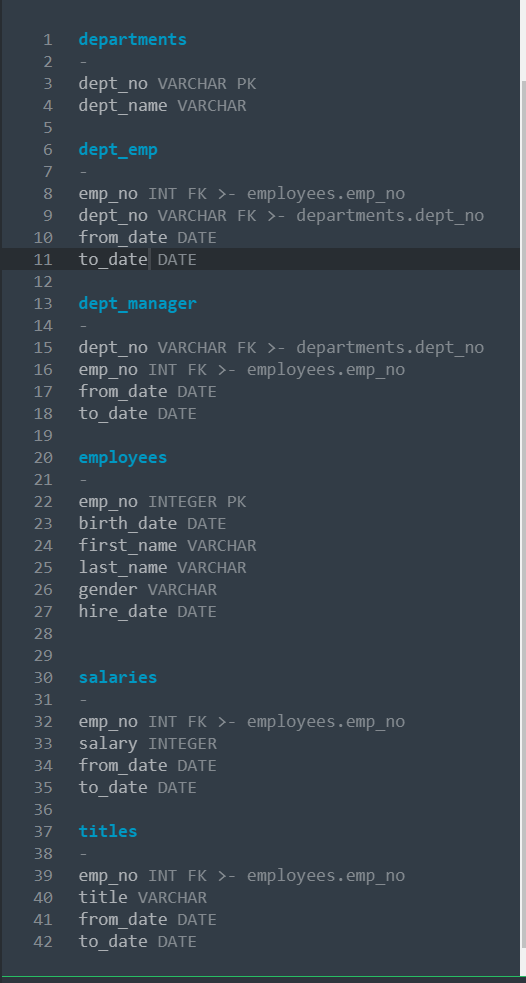 1 departments
2 -
3 dept_no VARCHAR PK
4 dept_name VARCHAR
5
6 dept_emp
7 -
8 emp_no INT FK >- employees.emp_no
9 dept_no VARCHAR FK >- departments.dept_no
10 from_date DATE
11 to_date DATE
12
13 dept_manager
14 -
15 dept_no VARCHAR FK >- departments.dept_no
16 emp_no INT FK >- employees.emp_no
17 from_date DATE
18 to_date DATE
19
20 employees
21 -
22 emp_no INTEGER PK
23 birth_date DATE
24 first_name VARCHAR
25 last_name VARCHAR
26 gender VARCHAR
27 hire_date DATE
28
29
30 salaries
31 -
32 emp_no INT FK >- employees.emp_no
33 salary INTEGER
34 from_date DATE
35 to_date DATE
36
37 titles
38 -
39 emp_no INT FK >- employees.emp_no
40 title VARCHAR
41 from_date DATE
42 to_date DATE